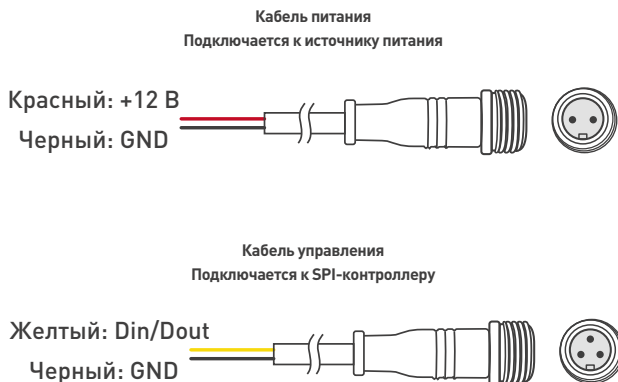 Кабель питания
Подключается к источнику питания
Красный: +12 В
Черный: GND
Кабель управления
Подключается к SPI-контроллеру
Желтый: Din/Dout
Черный: GND